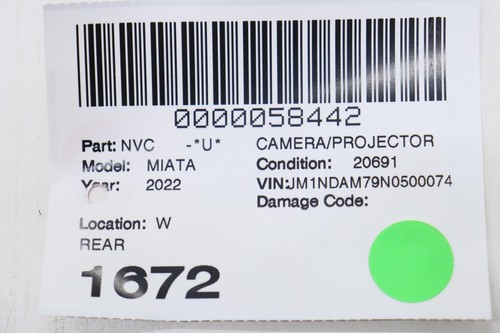 0000058442
Part: NVC -*U* CAMERA/PROJECTOR
Model: MIATA Condition: 20691
Year: 2022 VIN:JM1NDAM79N0500074
Damage Code:
Location: W
REAR
1672